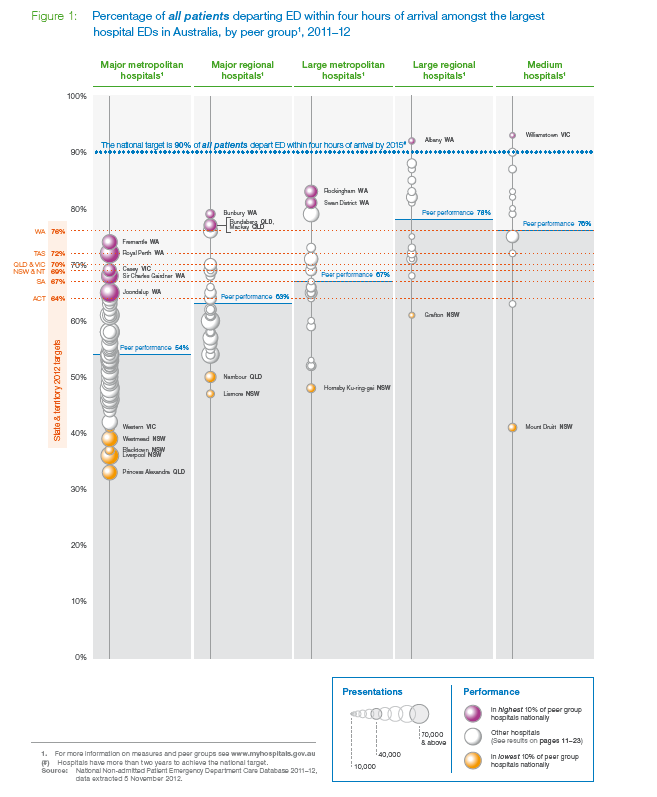 Figure 1: Percentage of all patients departing ED within four hours of arrival amongst the largest
hospital EDs in Australia, by peer group¹, 2011–12
Major metropolitan
hospitals¹
Major regional
hospitals¹
Large metropolitan
hospitals¹
Large regional
hospitals¹
Medium
hospitals¹
100%
90%
80%
70%
60%
50%
40%
30%
20%
10%
0%
The national target is 90% of all patients depart ED within four hours of arrival by 2015#
State & territory 2012 targets
WA 76%
TAS 72%
QLD & VIC 70%
NSW & NT 69%
SA 67%
ACT 64%
Fremantle WA
Royal Perth WA
Casey VIC
Sir Charles Gairdner WA
Joondalup WA
Peer performance 54%
Western VIC
Westmead NSW
Blacktown NSW
Liverpool NSW
Princess Alexandra QLD
Bunbury WA
Bundaberg QLD,
Mackay QLD
Peer performance 63%
Nambour QLD
Lismore NSW
Rockingham WA
Swan District WA
Peer performance 67%
Hornsby Ku-ring-gai NSW
Albany WA
Peer performance 78%
Grafton NSW
Williamstown VIC
Peer performance 76%
Mount Druitt NSW
Presentations
10,000
40,000
70,000
& above
Performance
In highest 10% of peer group
hospitals nationally
Other hospitals
(See results on pages 11–23)
In lowest 10% of peer group
hospitals nationally
1. For more information on measures and peer groups see www.myhospitals.gov.au
(#) Hospitals have more than two years to achieve the national target.
Source: National Non-admitted Patient Emergency Department Care Database 2011–12,
data extracted 5 November 2012.